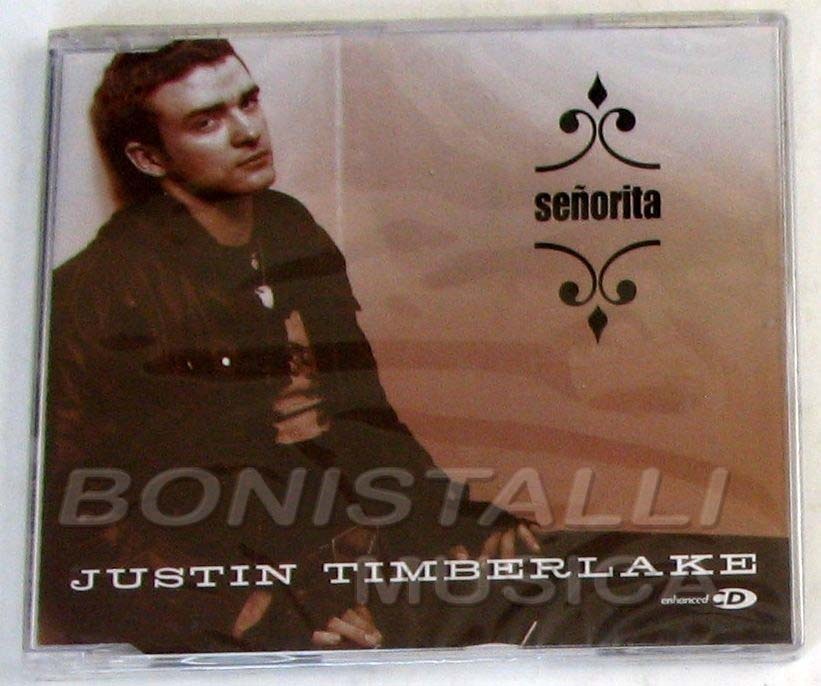 señorita
BONISTALLI
MUSICA
JUSTIN TIMBERLAKE
enhanced CD